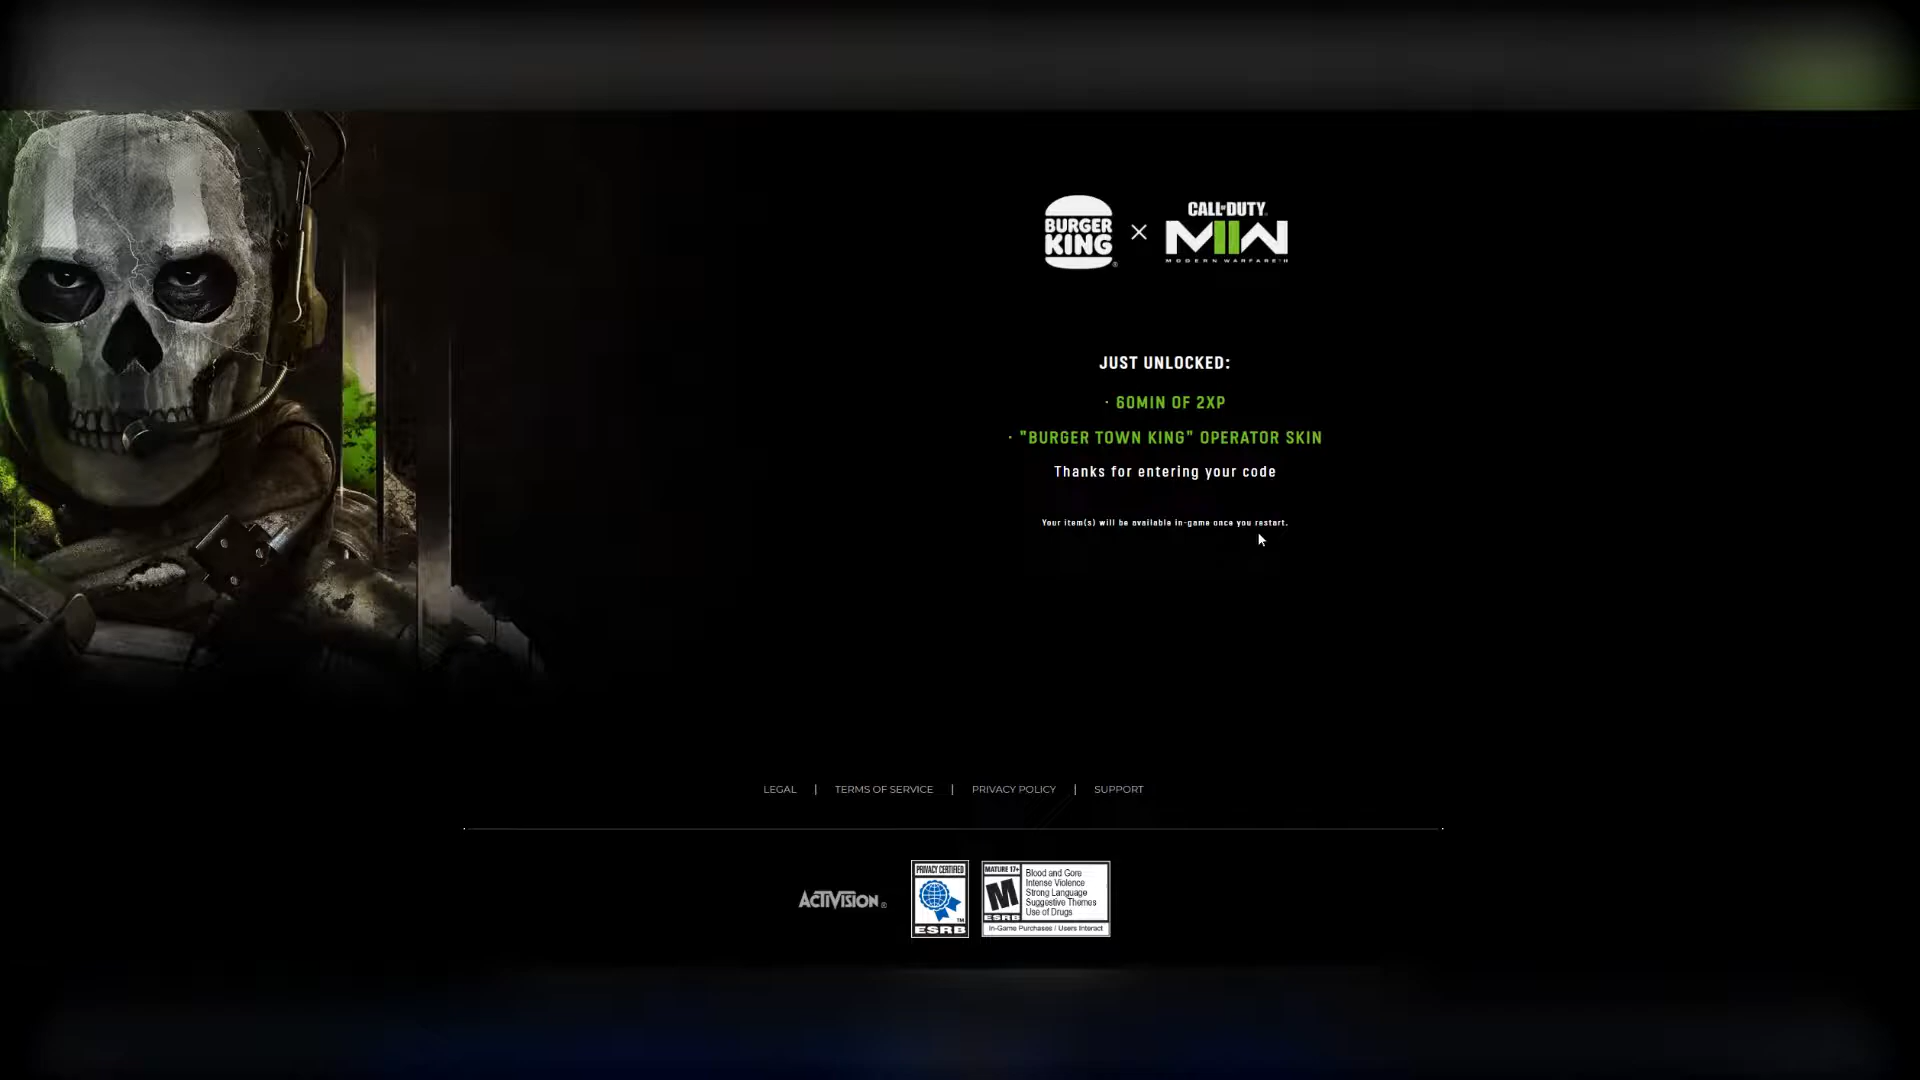 BURGER
KING
®
×
CALL OF DUTY
MWII
MODERN WARFARE II
JUST UNLOCKED:
· 60MIN OF 2XP
· "BURGER TOWN KING" OPERATOR SKIN
Thanks for entering your code
Your item(s) will be available in-game once you restart.
LEGAL | TERMS OF SERVICE | PRIVACY POLICY | SUPPORT
ACTIVISION®
PRIVACY CERTIFIED
TM
ESRB
MATURE 17+
M
ESRB
Blood and Gore
Intense Violence
Strong Language
Suggestive Themes
Use of Drugs
In-Game Purchases / Users Interact